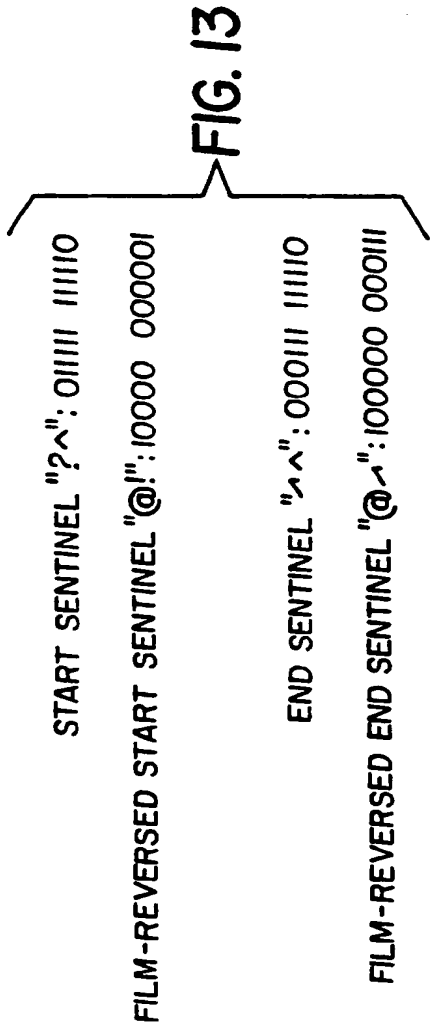 START SENTINEL "?^": 011111 111110
FILM-REVERSED START SENTINEL "@!": 10000 000001
END SENTINEL "^^": 000111 111110
FILM-REVERSED END SENTINEL "@^": 100000 000111
FIG. 13